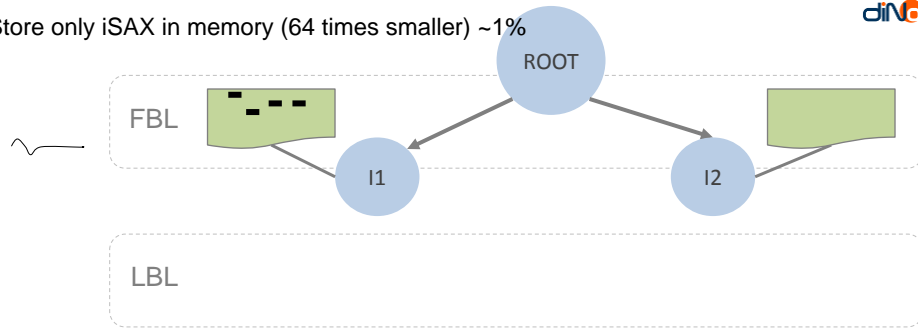 Store only iSAX in memory (64 times smaller) ~1%
ROOT
FBL
I1
I2
LBL